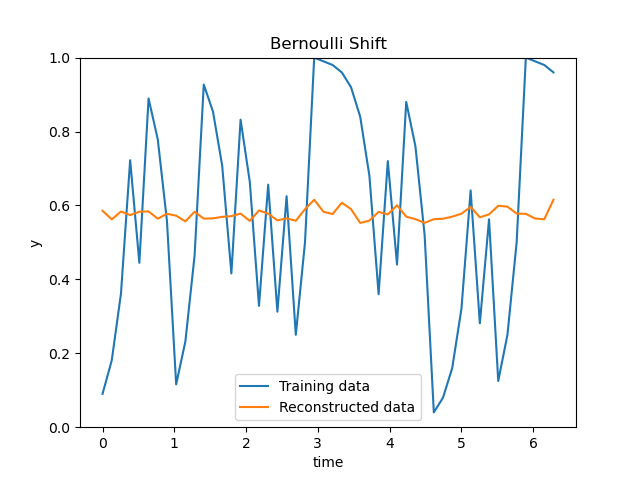 Bernoulli Shift
1.0
0.8
0.6
0.4
0.2
0.0
y
Training data
Reconstructed data
0 1 2 3 4 5 6
time